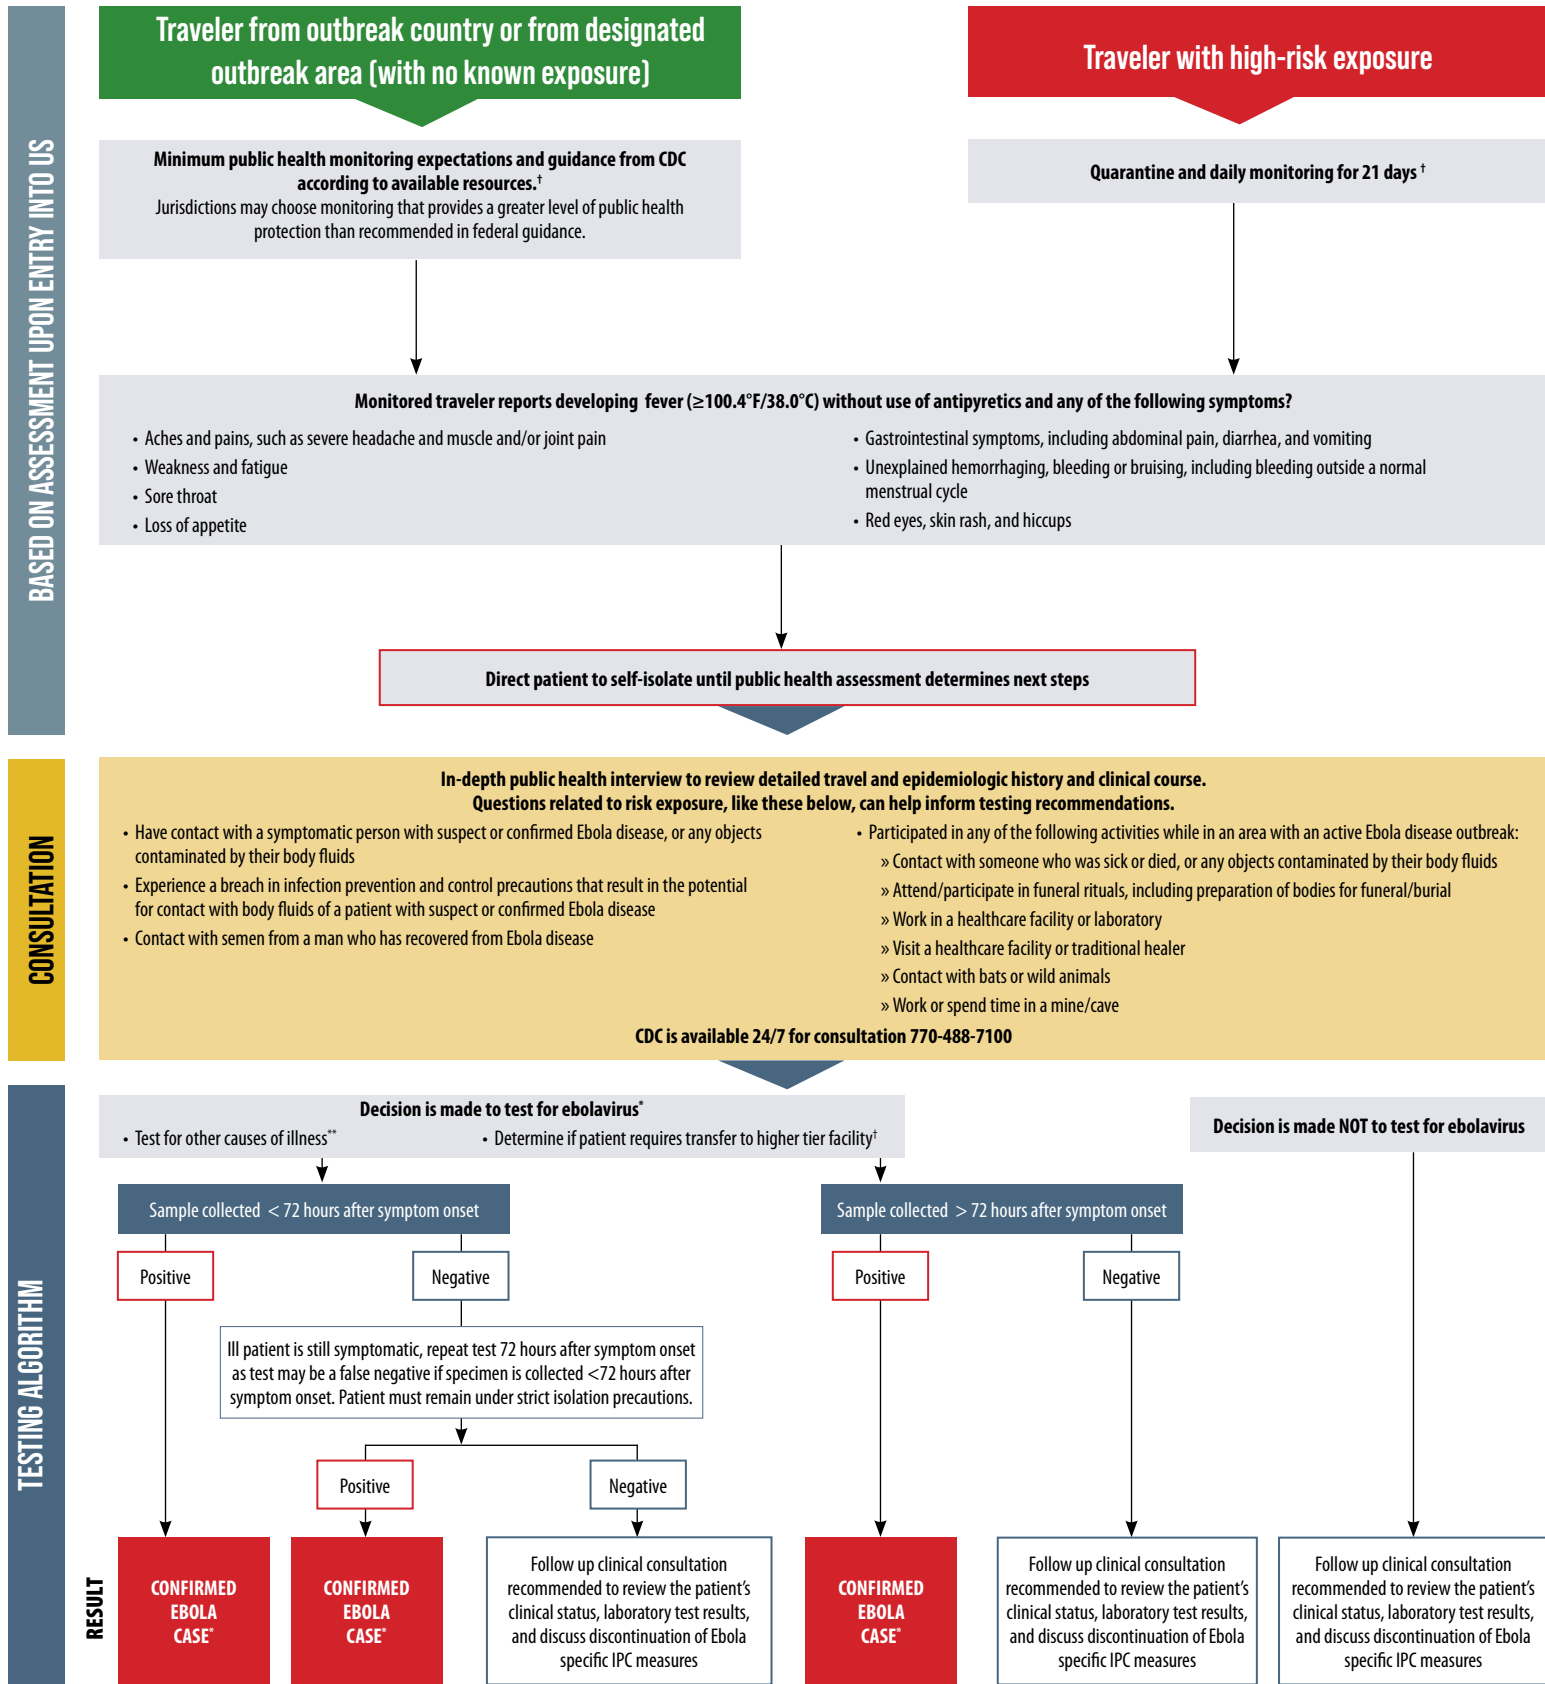 BASED ON ASSESSMENT UPON ENTRY INTO US
Traveler from outbreak country or from designated
outbreak area (with no known exposure)
Traveler with high-risk exposure
Minimum public health monitoring expectations and guidance from CDC
according to available resources.†
Jurisdictions may choose monitoring that provides a greater level of public health
protection than recommended in federal guidance.
Quarantine and daily monitoring for 21 days †
Monitored traveler reports developing fever (≥100.4°F/38.0°C) without use of antipyretics and any of the following symptoms?
• Aches and pains, such as severe headache and muscle and/or joint pain
• Weakness and fatigue
• Sore throat
• Loss of appetite
• Gastrointestinal symptoms, including abdominal pain, diarrhea, and vomiting
• Unexplained hemorrhaging, bleeding or bruising, including bleeding outside a normal
menstrual cycle
• Red eyes, skin rash, and hiccups
Direct patient to self-isolate until public health assessment determines next steps
CONSULTATION
In-depth public health interview to review detailed travel and epidemiologic history and clinical course.
Questions related to risk exposure, like these below, can help inform testing recommendations.
• Have contact with a symptomatic person with suspect or confirmed Ebola disease, or any objects
contaminated by their body fluids
• Experience a breach in infection prevention and control precautions that result in the potential
for contact with body fluids of a patient with suspect or confirmed Ebola disease
• Contact with semen from a man who has recovered from Ebola disease
• Participated in any of the following activities while in an area with an active Ebola disease outbreak:
» Contact with someone who was sick or died, or any objects contaminated by their body fluids
» Attend/participate in funeral rituals, including preparation of bodies for funeral/burial
» Work in a healthcare facility or laboratory
» Visit a healthcare facility or traditional healer
» Contact with bats or wild animals
» Work or spend time in a mine/cave
CDC is available 24/7 for consultation 770-488-7100
TESTING ALGORITHM
Decision is made to test for ebolavirus*
• Test for other causes of illness**
• Determine if patient requires transfer to higher tier facility†
Decision is made NOT to test for ebolavirus
Sample collected < 72 hours after symptom onset
Sample collected > 72 hours after symptom onset
Positive
Negative
Positive
Negative
Ill patient is still symptomatic, repeat test 72 hours after symptom onset
as test may be a false negative if specimen is collected <72 hours after
symptom onset. Patient must remain under strict isolation precautions.
Positive
Negative
RESULT
CONFIRMED
EBOLA
CASE*
CONFIRMED
EBOLA
CASE*
Follow up clinical consultation
recommended to review the patient's
clinical status, laboratory test results,
and discuss discontinuation of Ebola
specific IPC measures
CONFIRMED
EBOLA
CASE*
Follow up clinical consultation
recommended to review the patient's
clinical status, laboratory test results,
and discuss discontinuation of Ebola
specific IPC measures
Follow up clinical consultation
recommended to review the patient's
clinical status, laboratory test results,
and discuss discontinuation of Ebola
specific IPC measures